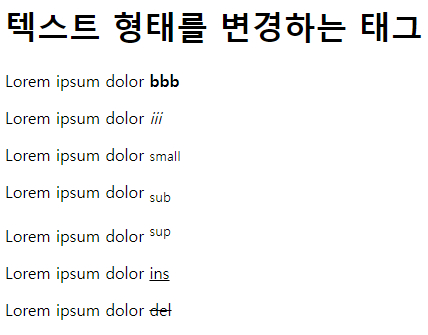 텍스트 형태를 변경하는 태그
Lorem ipsum dolor bbb
Lorem ipsum dolor iii
Lorem ipsum dolor small
Lorem ipsum dolor sub
Lorem ipsum dolor sup
Lorem ipsum dolor ins
Lorem ipsum dolor del